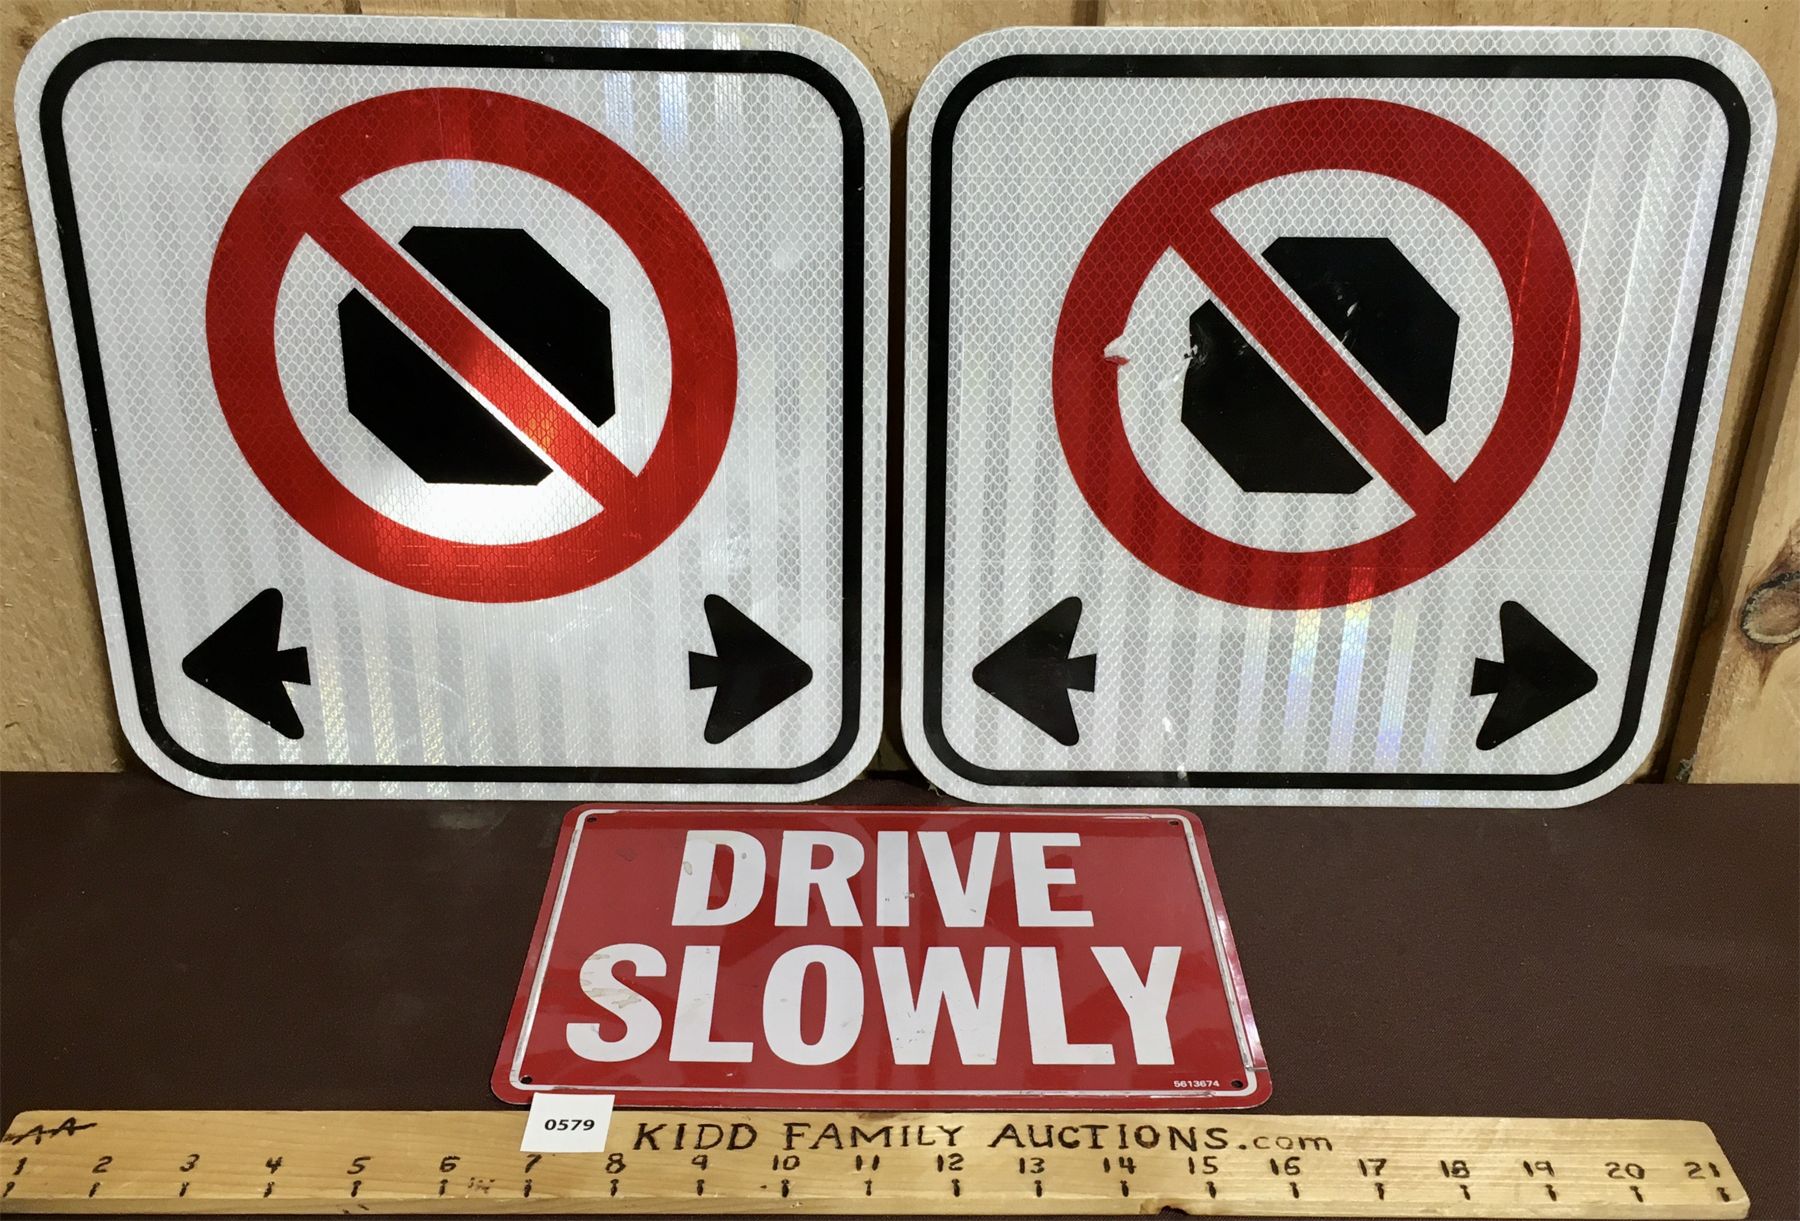 DRIVE
SLOWLY
5613674
0579
AA KIDD FAMILY AUCTIONS.com
1 2 3 4 5 6 7 8 9 10 11 12 13 14 15 16 17 18 19 20 21